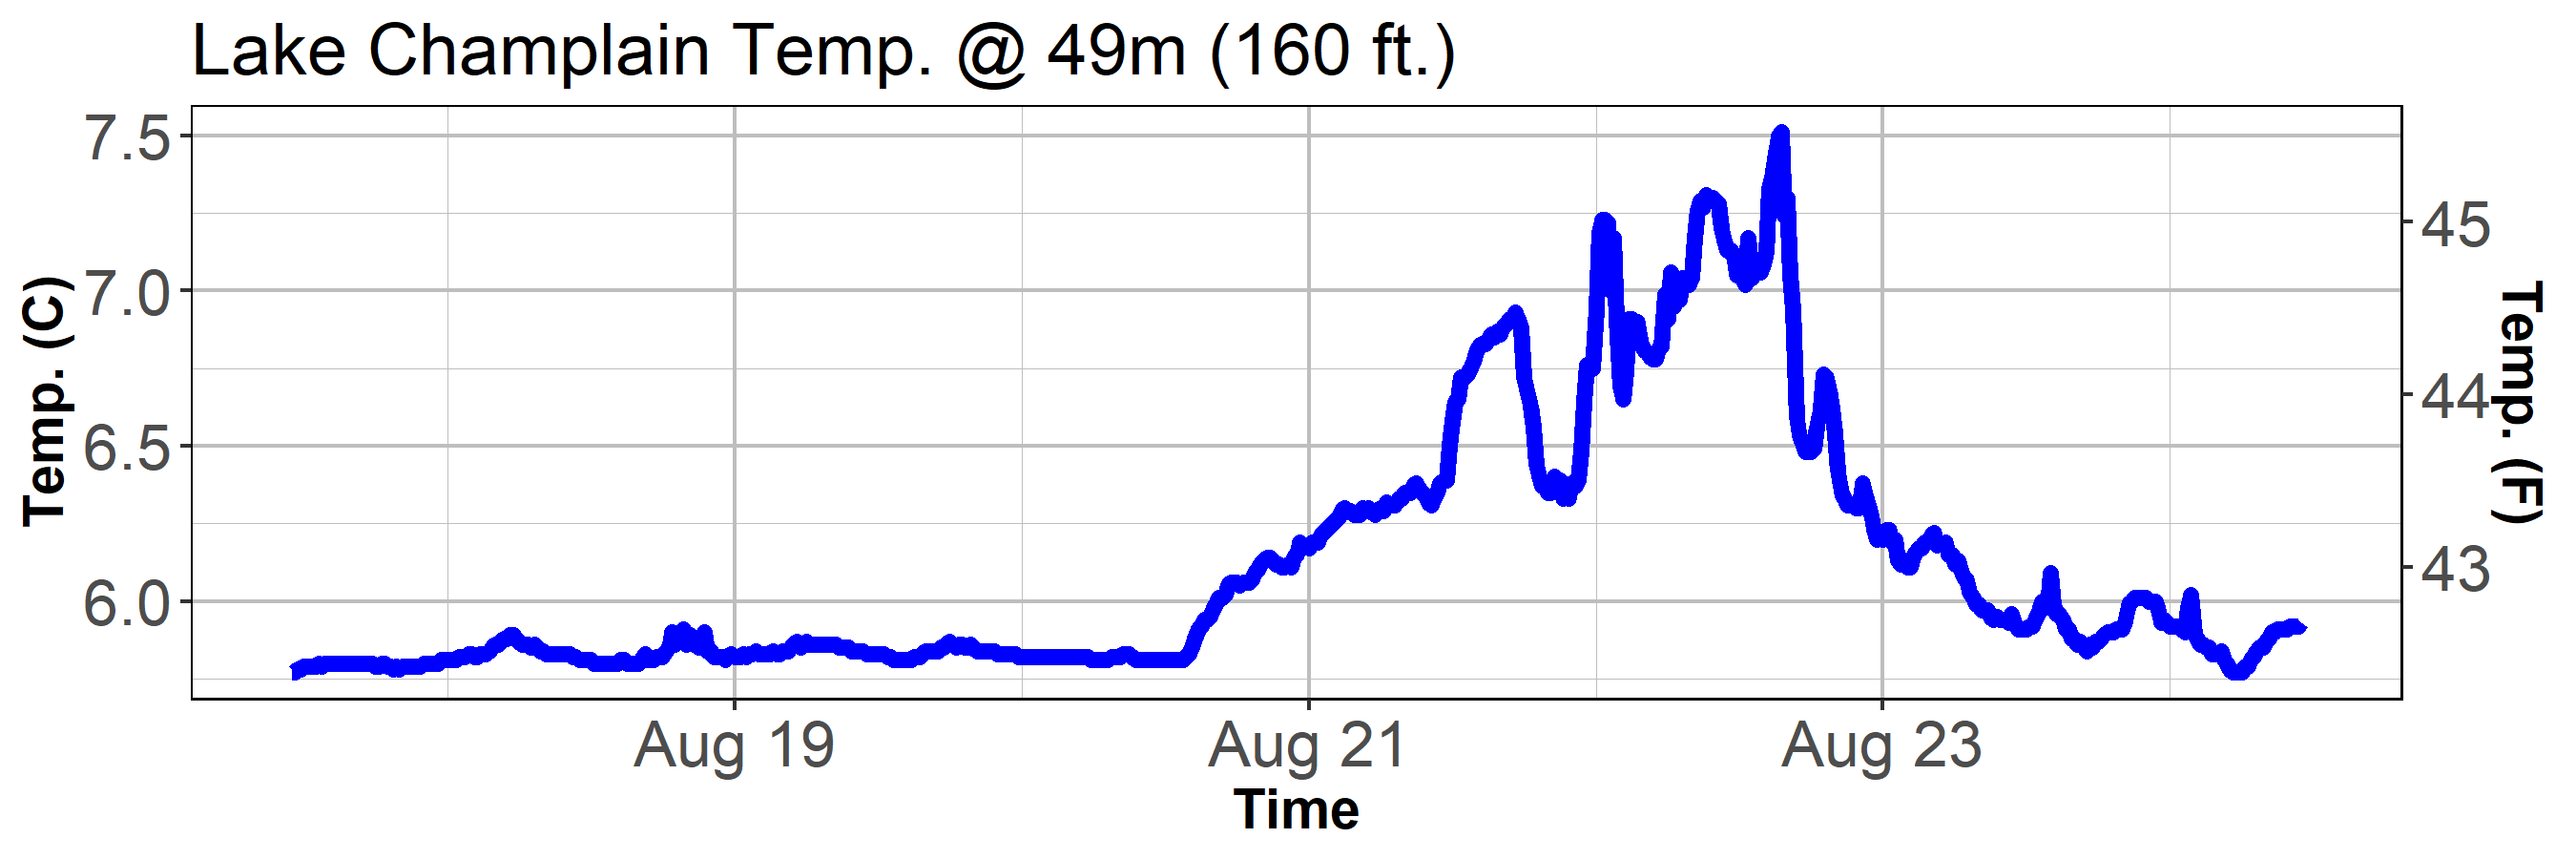 Lake Champlain Temp. @ 49m (160 ft.)
7.5
7.0
6.5
6.0
Temp. (C)
45
44
43
Temp. (F)
Aug 19 Aug 21 Aug 23
Time